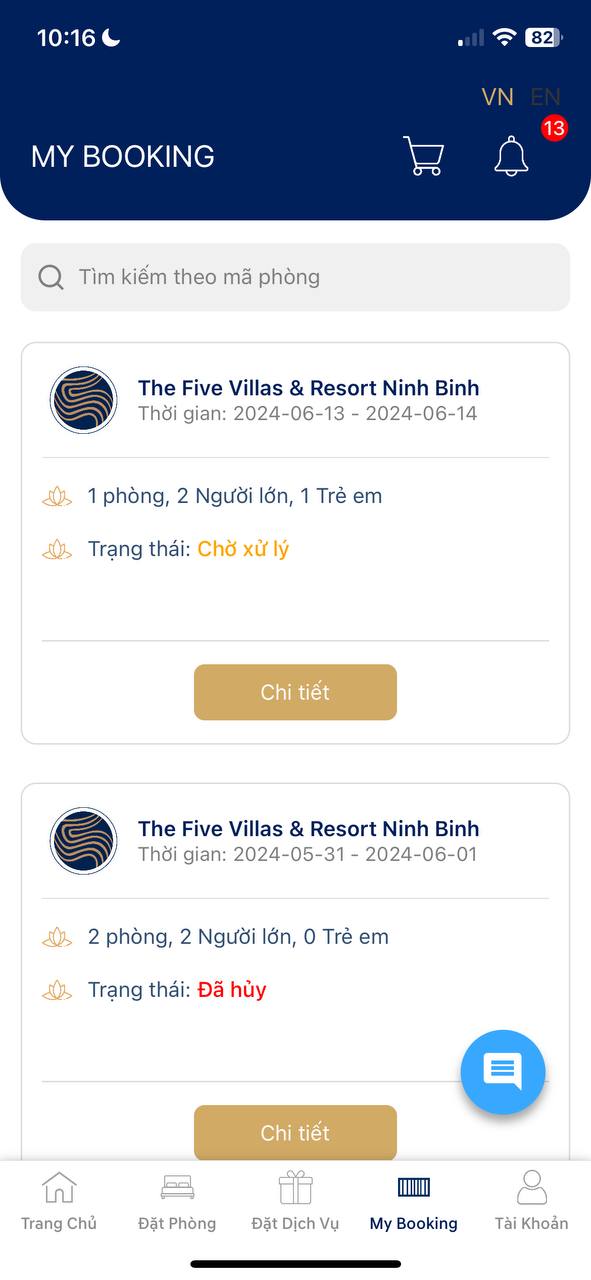 10:16
82
VN EN
13
MY BOOKING
Tìm kiếm theo mã phòng
The Five Villas & Resort Ninh Binh
Thời gian: 2024-06-13 - 2024-06-14
1 phòng, 2 Người lớn, 1 Trẻ em
Trạng thái: Chờ xử lý
Chi tiết
The Five Villas & Resort Ninh Binh
Thời gian: 2024-05-31 - 2024-06-01
2 phòng, 2 Người lớn, 0 Trẻ em
Trạng thái: Đã hủy
Chi tiết
Trang Chủ Đặt Phòng Đặt Dịch Vụ My Booking Tài Khoản